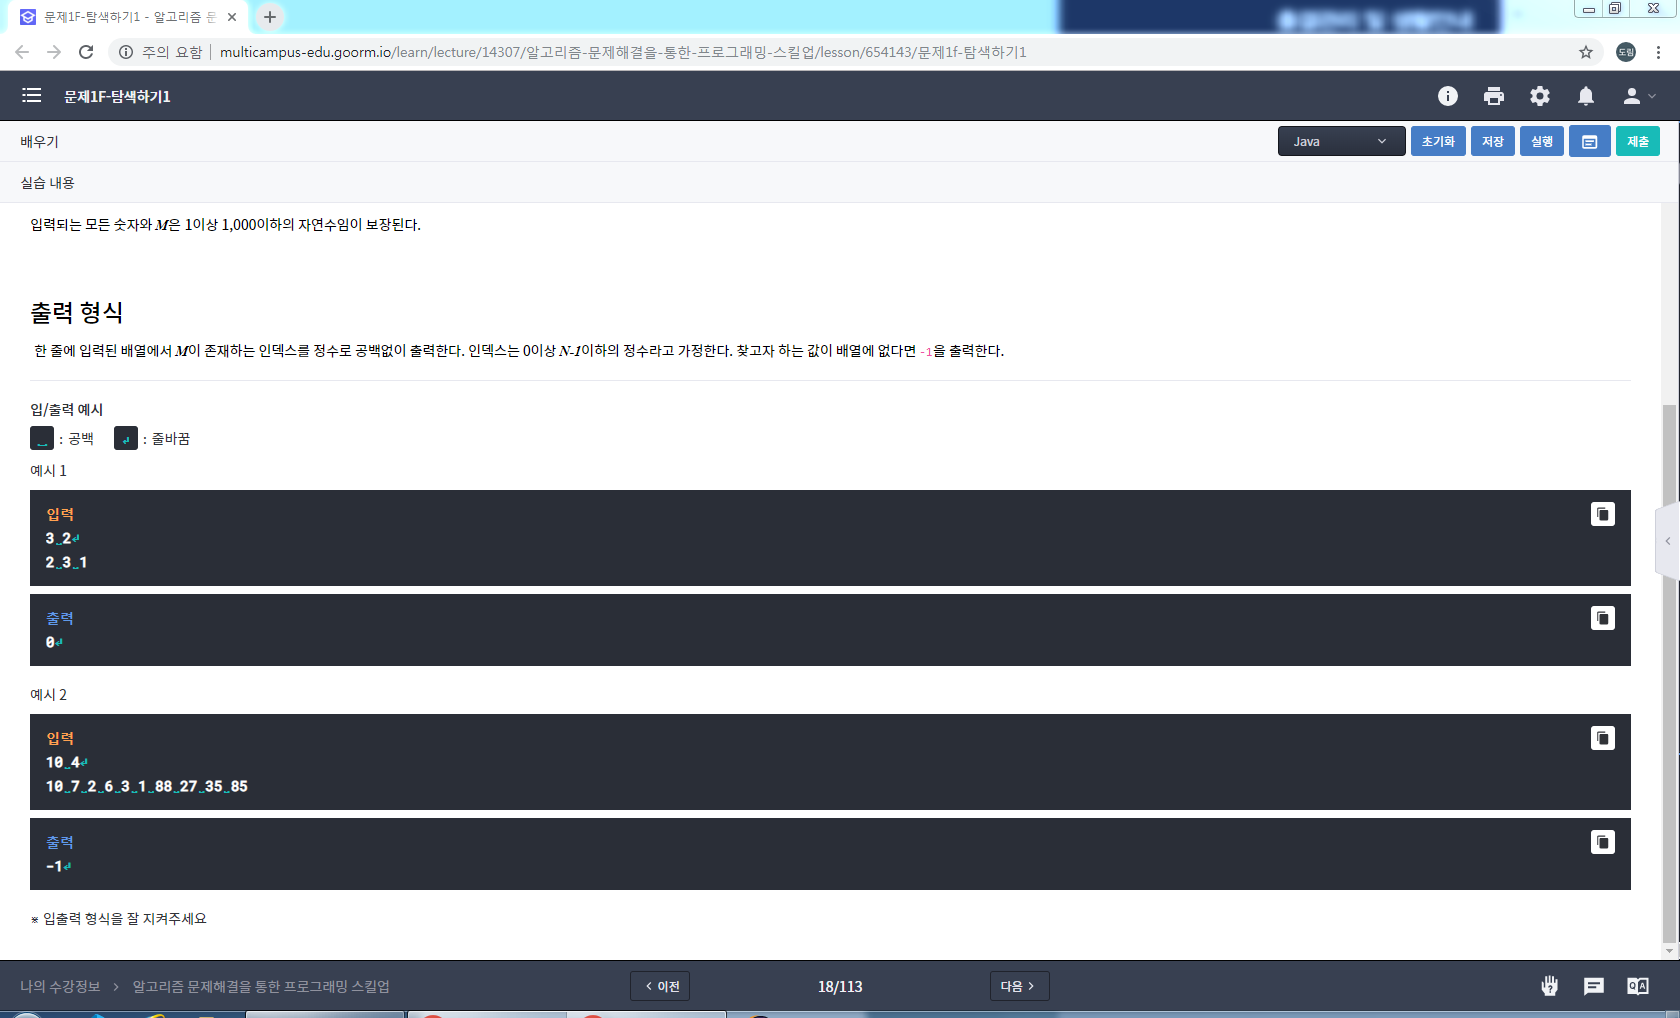 문제1F-탐색하기1 - 알고리즘 문
주의 요함 | multicampus-edu.goorm.io/learn/lecture/14307/알고리즘-문제해결을-통한-프로그래밍-스킬업/lesson/654143/문제1f-탐색하기1
도림
문제1F-탐색하기1
배우기
Java
초기화
저장
실행
제출
실습 내용
입력되는 모든 숫자와 M은 1이상 1,000이하의 자연수임이 보장된다.
출력 형식
한 줄에 입력된 배열에서 M이 존재하는 인덱스를 정수로 공백없이 출력한다. 인덱스는 0이상 N-1이하의 정수라고 가정한다. 찾고자 하는 값이 배열에 없다면 -1을 출력한다.
입/출력 예시
␣ : 공백 ↵ : 줄바꿈
예시 1
입력
3␣2↵
2␣3␣1
출력
0↵
예시 2
입력
10␣4↵
10␣7␣2␣6␣3␣1␣88␣27␣35␣85
출력
-1↵
※ 입출력 형식을 잘 지켜주세요
나의 수강정보 > 알고리즘 문제해결을 통한 프로그래밍 스킬업
< 이전
18/113
다음 >
Q A